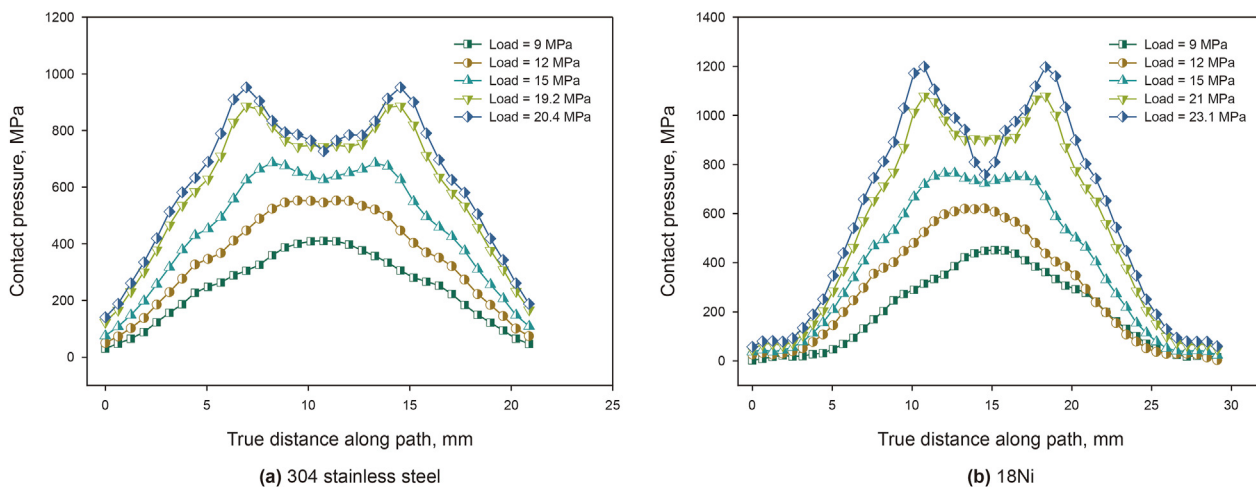 1200
1000
800
600
400
200
0
Contact pressure, MPa
Load = 9 MPa
Load = 12 MPa
Load = 15 MPa
Load = 19.2 MPa
Load = 20.4 MPa
0 5 10 15 20 25
True distance along path, mm
(a) 304 stainless steel
1400
1200
1000
800
600
400
200
0
Contact pressure, MPa
Load = 9 MPa
Load = 12 MPa
Load = 15 MPa
Load = 21 MPa
Load = 23.1 MPa
0 5 10 15 20 25 30
True distance along path, mm
(b) 18Ni